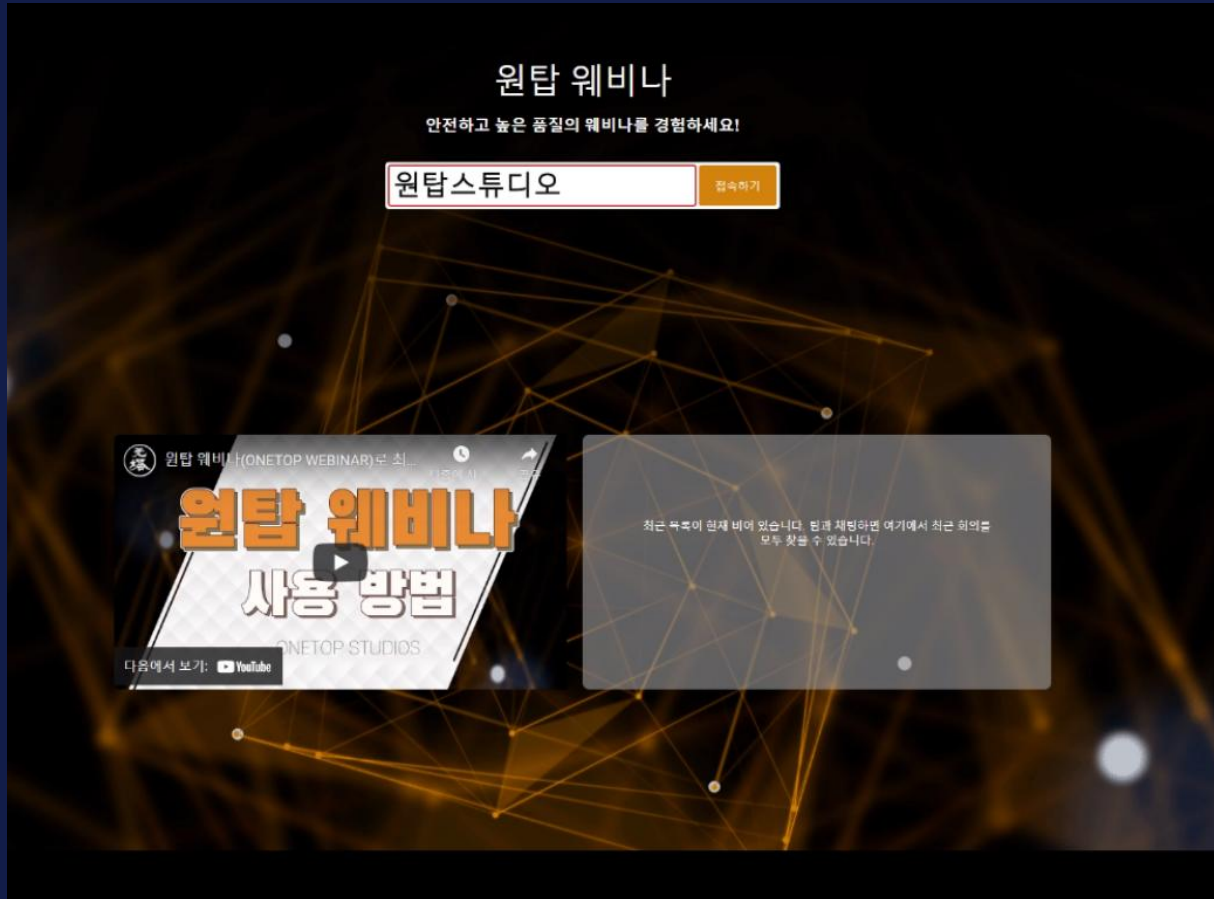 원탑 웨비나
안전하고 높은 품질의 웨비나를 경험하세요!
원탑스튜디오
접속하기
원탑 웨비나(ONETOP WEBINAR)로 최...
원탑 웨비나
사용 방법
ONETOP STUDIOS
다음에서 보기: YouTube
최근 목록이 현재 비어 있습니다. 팀과 채팅하면 여기에서 최근 회의를
모두 찾을 수 있습니다.